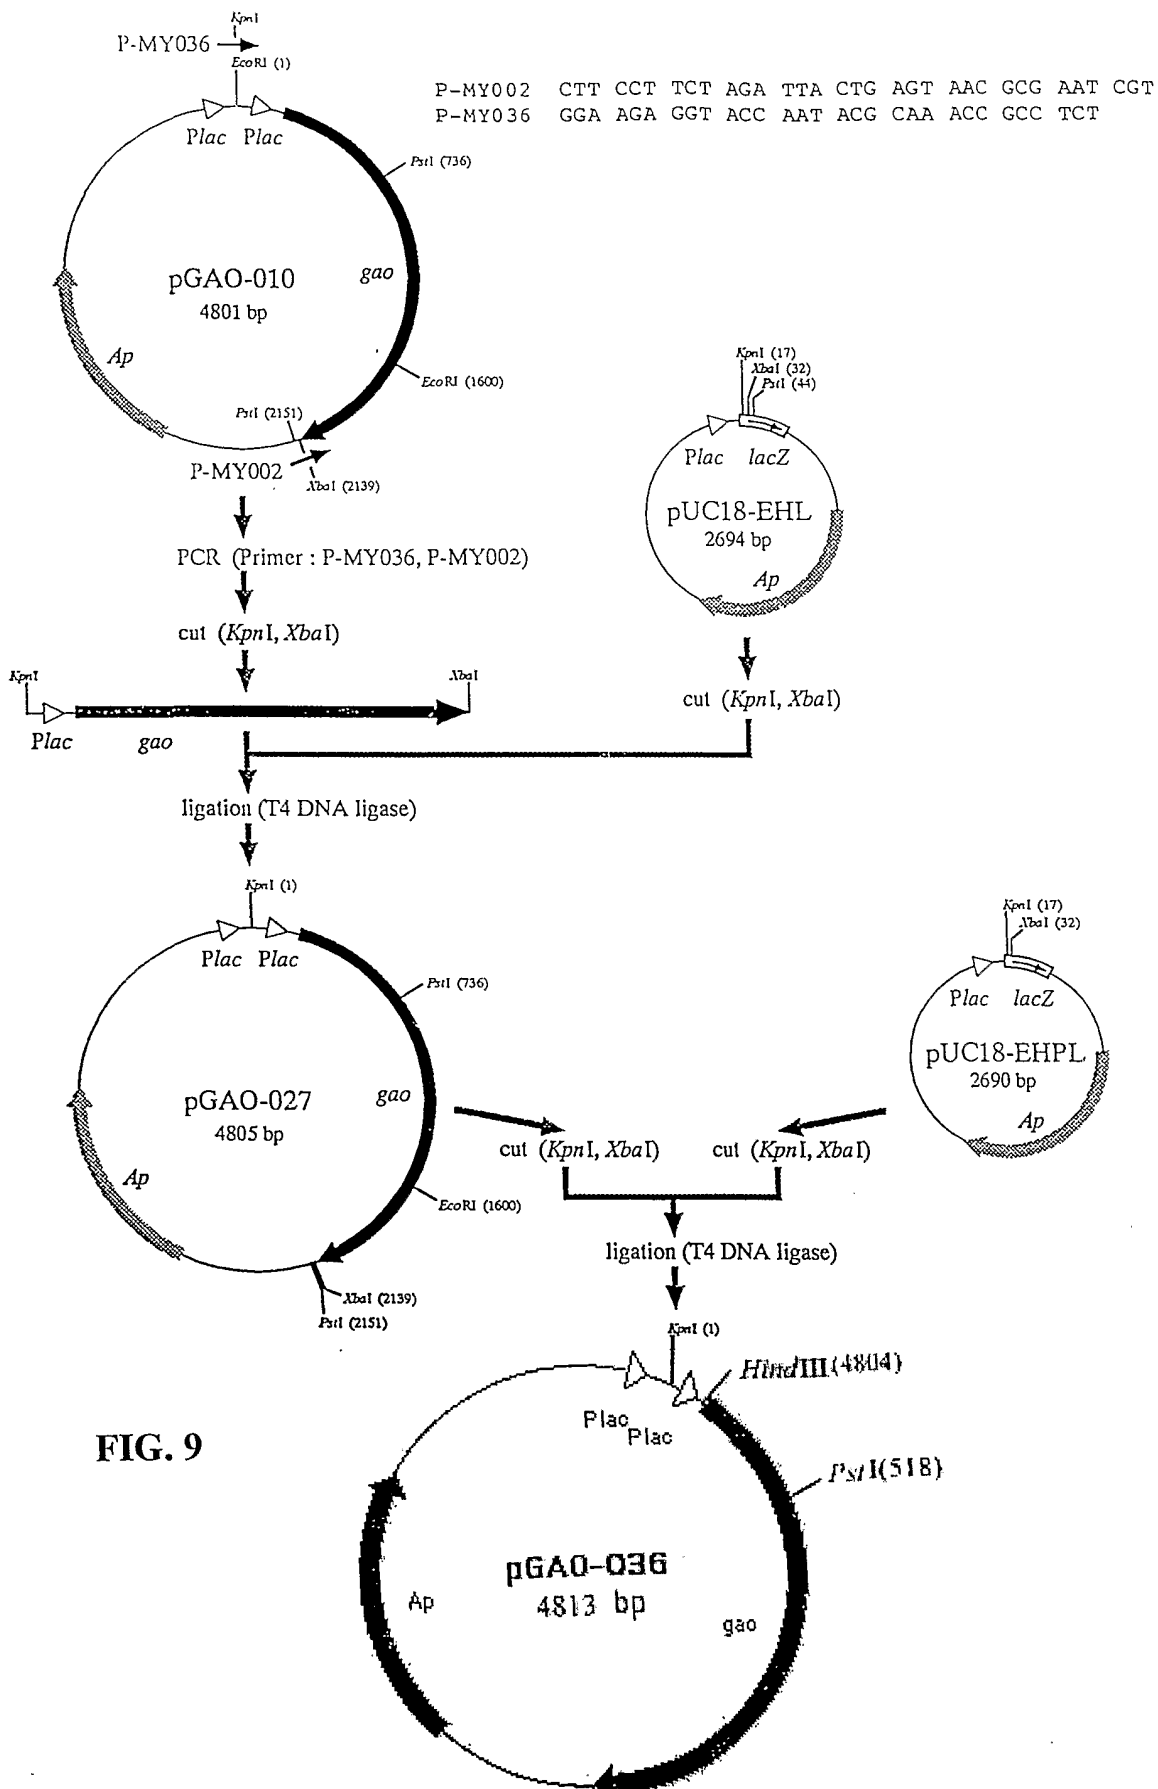 KpnI
P-MY036
EcoRI (1)
P-MY002 CTT CCT TCT AGA TTA CTG AGT AAC GCG AAT CGT
P-MY036 GGA AGA GGT ACC AAT ACG CAA ACC GCC TCT
Plac Plac
PstI (736)
pGAO-010
4801 bp
gao
Ap
EcoRI (1600)
PstI (2151)
P-MY002
XbaI (2139)
KpnI (17)
XbaI (32)
PstI (44)
Plac lacZ
pUC18-EHL
2694 bp
Ap
PCR (Primer : P-MY036, P-MY002)
cut (KpnI, XbaI)
KpnI
XbaI
Plac gao
cut (KpnI, XbaI)
ligation (T4 DNA ligase)
KpnI (1)
Plac Plac
PstI (736)
pGAO-027
4805 bp
gao
Ap
EcoRI (1600)
XbaI (2139)
PstI (2151)
KpnI (17)
XbaI (32)
Plac lacZ
pUC18-EHPL
2690 bp
Ap
cut (KpnI, XbaI) cut (KpnI, XbaI)
ligation (T4 DNA ligase)
KpnI (1)
HindIII(4804)
Plac
Plac
PstI(518)
FIG. 9
pGAO-036
4813 bp
Ap
gao